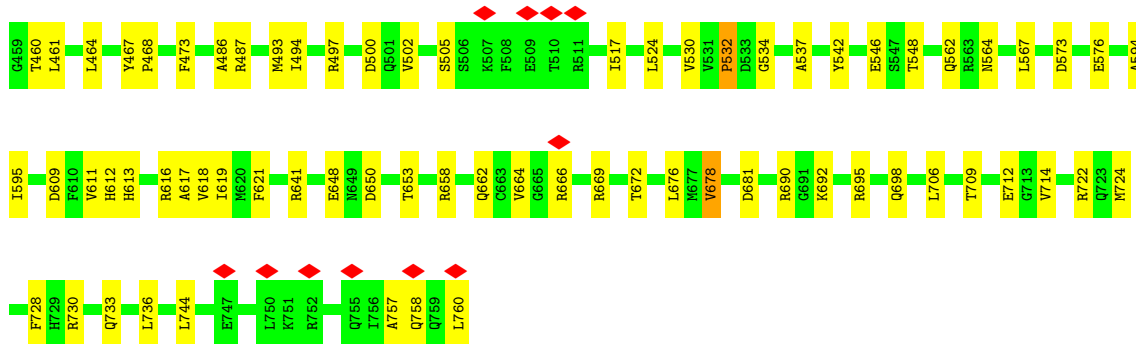 G459 T460 L461 L464 Y467 P468 F473 A486 R487 M493 I494 R497 D500 Q501 V502 S505 S506 K507 F508 E509 T510 R511 I517 L524 V530 V531 P532 D533 G534 A537 Y542 E546 S547 T548 Q562 R563 N564 L567 D573 E576 A594
I595 D609 F610 V611 H612 H613 R616 A617 V618 I619 M620 F621 R641 E648 N649 D650 T653 R658 Q662 C663 V664 G665 R666 R669 T672 L676 M677 V678 D681 R690 G691 K692 R695 Q698 L706 T709 E712 G713 V714 R722 Q723 M724
F728 H729 R730 Q733 L736 L744 E747 L750 K751 R752 Q755 I756 A757 Q758 Q759 L760